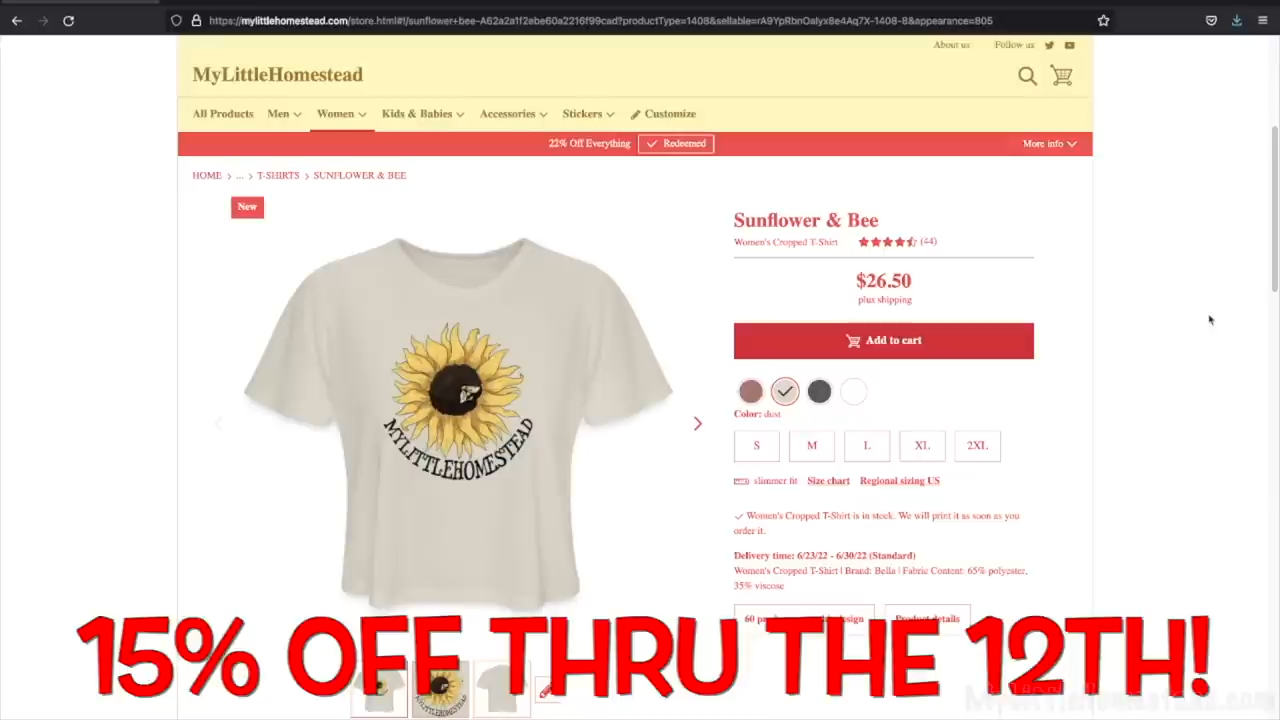 https://mylittlehomestead.com/store.html#!/sunflower+bee-A62a2a1f2ebe60a2216f99cad?productType=1408&sellable=rA9YpRbnOalyx8e4Aq7X-1408-8&appearance=805
About us Follow us
MyLittleHomestead
All Products Men Women Kids & Babies Accessories Stickers Customize
22% Off Everything Redeemed More info
HOME > ... > T-SHIRTS > SUNFLOWER & BEE
New
Sunflower & Bee
Women's Cropped T-Shirt (44)
$26.50
plus shipping
Add to cart
MYLITTLEHOMESTEAD
Color: dust
S M L XL 2XL
slimmer fit Size chart Regional sizing US
Women's Cropped T-Shirt is in stock. We will print it as soon as you
order it.
Delivery time: 6/23/22 - 6/30/22 (Standard)
Women's Cropped T-Shirt | Brand: Bella | Fabric Content: 65% polyester,
35% viscose
Product details
15% OFF THRU THE 12TH!
MyLittleHomestead.com